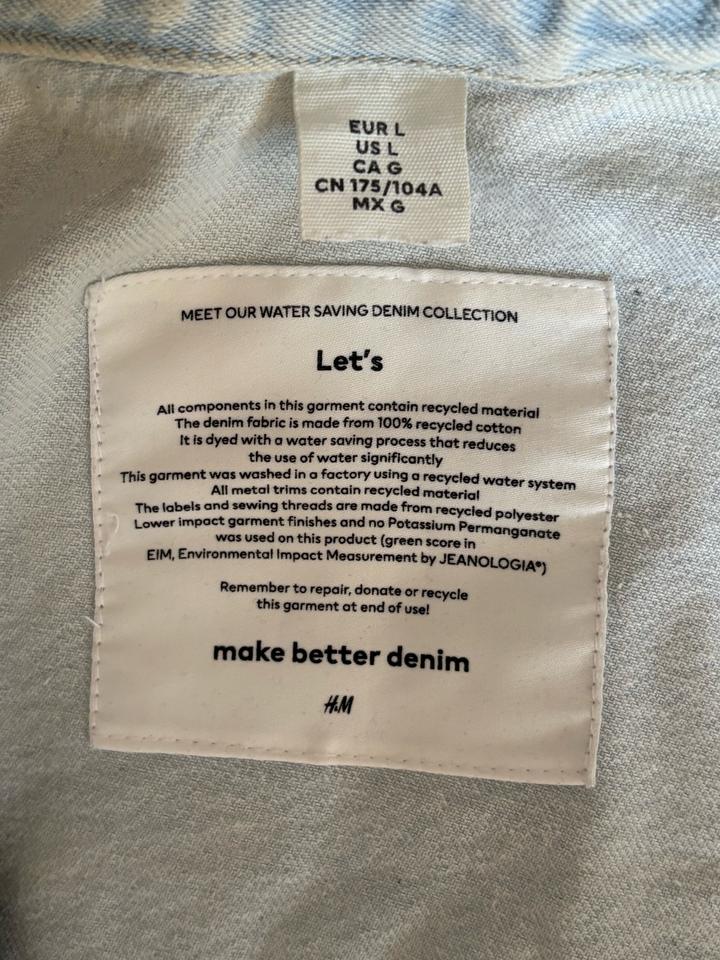 EUR L
US L
CA G
CN 175/104A
MX G
MEET OUR WATER SAVING DENIM COLLECTION
Let's
All components in this garment contain recycled material
The denim fabric is made from 100% recycled cotton
It is dyed with a water saving process that reduces
the use of water significantly
This garment was washed in a factory using a recycled water system
All metal trims contain recycled material
The labels and sewing threads are made from recycled polyester
Lower impact garment finishes and no Potassium Permanganate
was used on this product (green score in
EIM, Environmental Impact Measurement by JEANOLOGIA®)
Remember to repair, donate or recycle
this garment at end of use!
make better denim
H&M